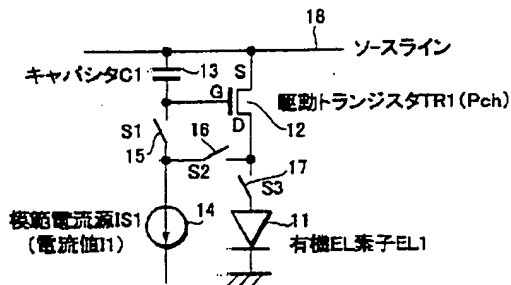 18
ソースライン
キャパシタC1
13
S
G
D
駆動トランジスタTR1(Pch)
12
S1
15
16
S2
17
S3
模範電流源IS1
(電流値I1)
14
11
有機EL素子EL1